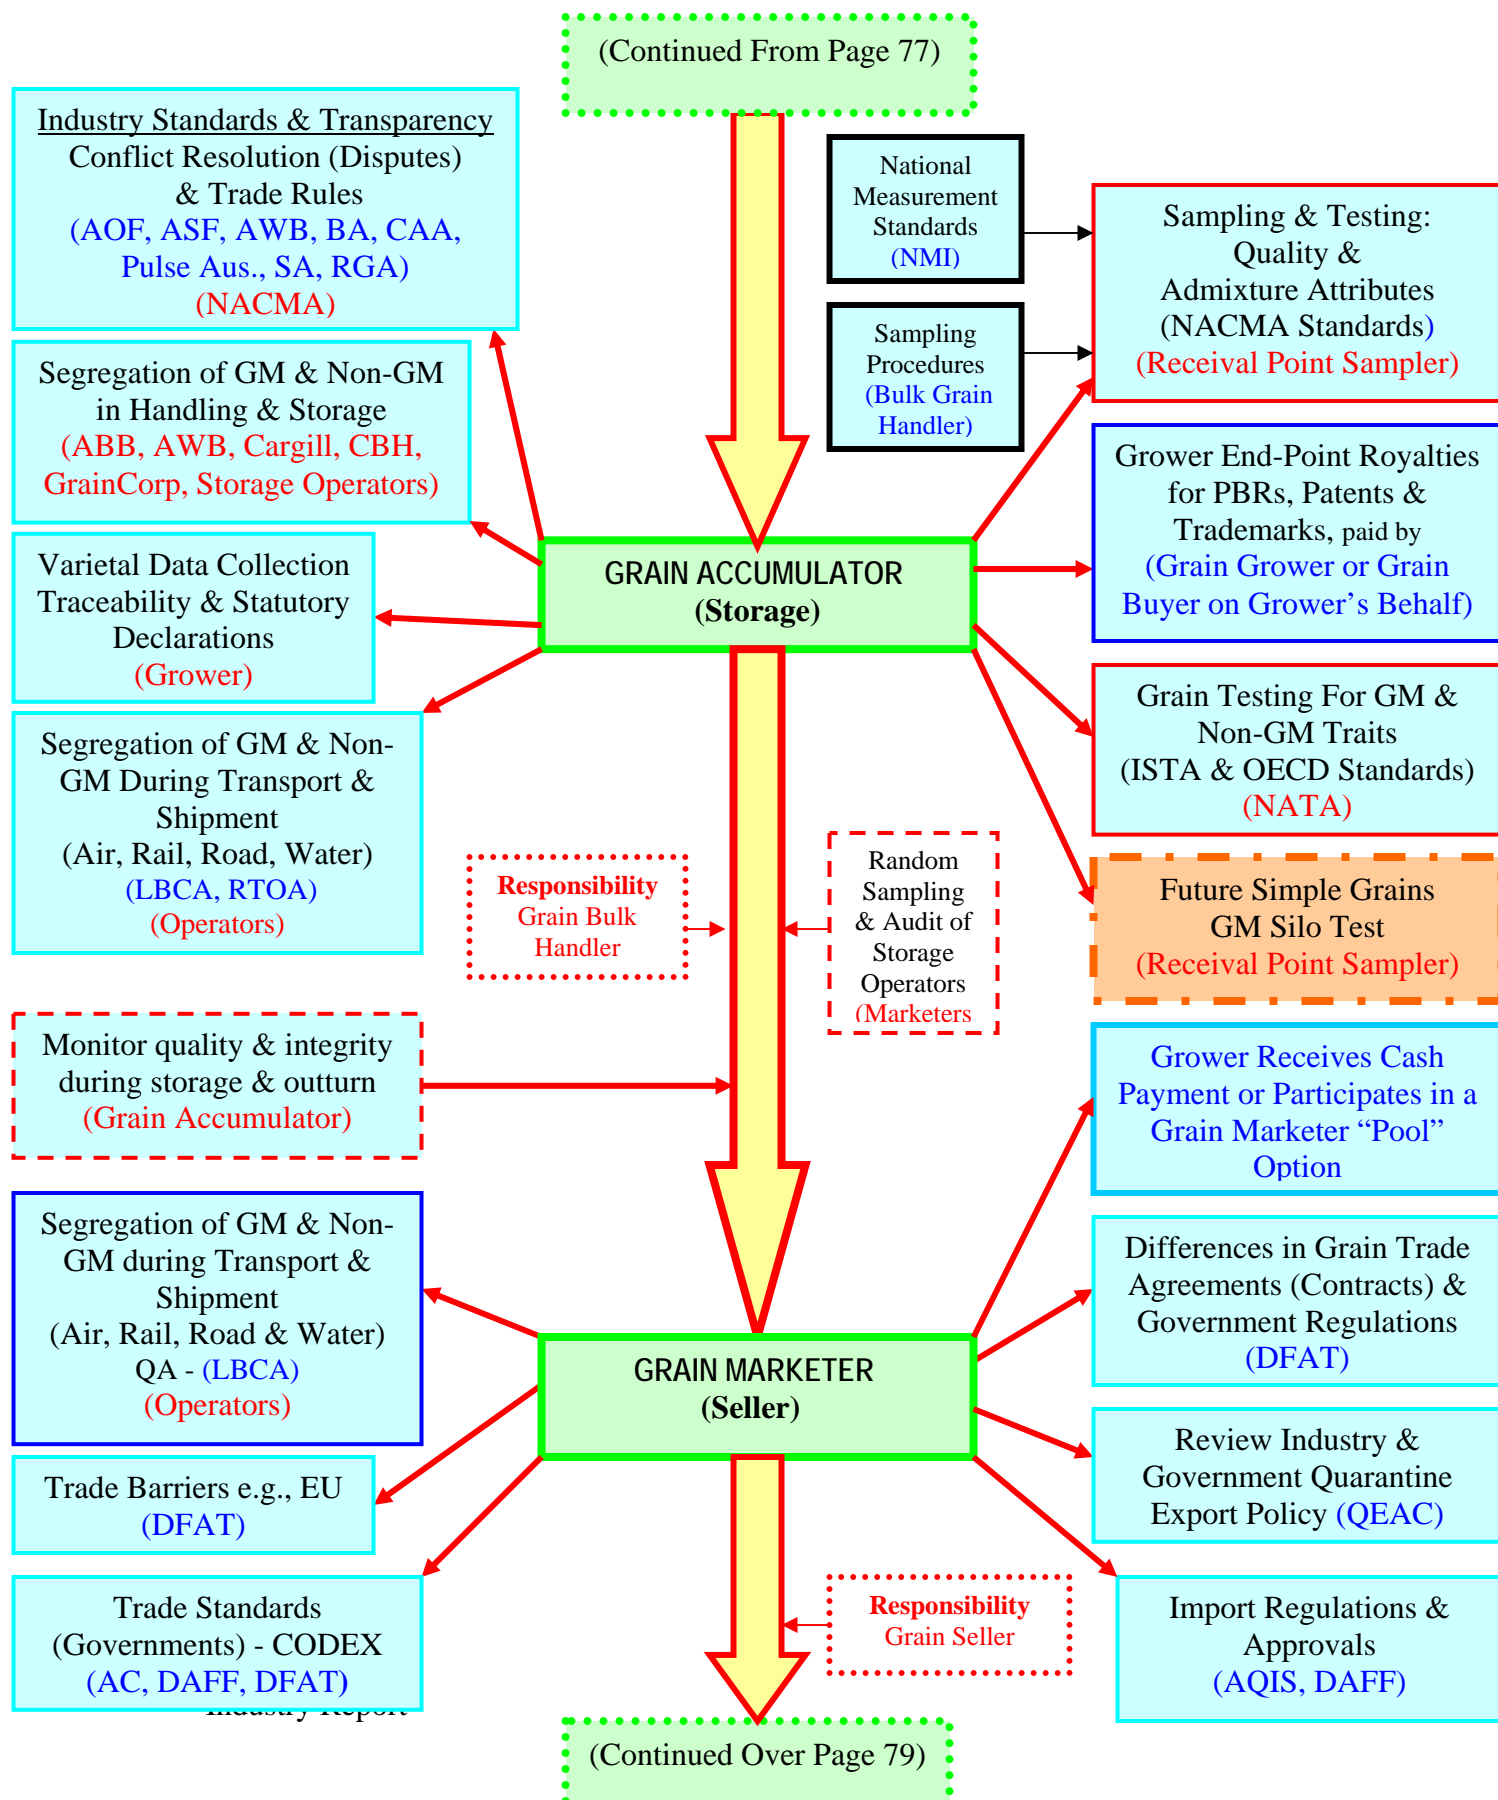 (Continued From Page 77)
Industry Standards & Transparency
Conflict Resolution (Disputes)
& Trade Rules
(AOF, ASF, AWB, BA, CAA,
Pulse Aus., SA, RGA)
(NACMA)
National
Measurement
Standards
(NMI)
Sampling
Procedures
(Bulk Grain
Handler)
Sampling & Testing:
Quality &
Admixture Attributes
(NACMA Standards)
(Receival Point Sampler)
Segregation of GM & Non-GM
in Handling & Storage
(ABB, AWB, Cargill, CBH,
GrainCorp, Storage Operators)
Grower End-Point Royalties
for PBRs, Patents &
Trademarks, paid by
(Grain Grower or Grain
Buyer on Grower’s Behalf)
Varietal Data Collection
Traceability & Statutory
Declarations
(Grower)
GRAIN ACCUMULATOR
(Storage)
Grain Testing For GM &
Non-GM Traits
(ISTA & OECD Standards)
(NATA)
Segregation of GM & Non-
GM During Transport &
Shipment
(Air, Rail, Road, Water)
(LBCA, RTOA)
(Operators)
Responsibility
Grain Bulk
Handler
Random
Sampling
& Audit of
Storage
Operators
(Marketers
Future Simple Grains
GM Silo Test
(Receival Point Sampler)
Monitor quality & integrity
during storage & outturn
(Grain Accumulator)
Grower Receives Cash
Payment or Participates in a
Grain Marketer “Pool”
Option
Segregation of GM & Non-
GM during Transport &
Shipment
(Air, Rail, Road & Water)
QA - (LBCA)
(Operators)
Differences in Grain Trade
Agreements (Contracts) &
Government Regulations
(DFAT)
GRAIN MARKETER
(Seller)
Review Industry &
Government Quarantine
Export Policy (QEAC)
Trade Barriers e.g., EU
(DFAT)
Trade Standards
(Governments) - CODEX
(AC, DAFF, DFAT)
Responsibility
Grain Seller
Import Regulations &
Approvals
(AQIS, DAFF)
Industry Report
(Continued Over Page 79)